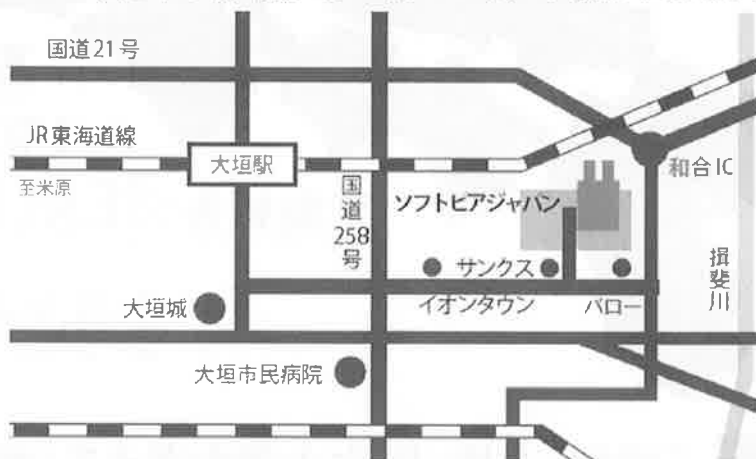 国道21号
JR東海道線
大垣駅
至米原
国道258号
ソフトピアジャパン
和合IC
揖斐川
サンクス
イオンタウン
バロー
大垣城
大垣市民病院